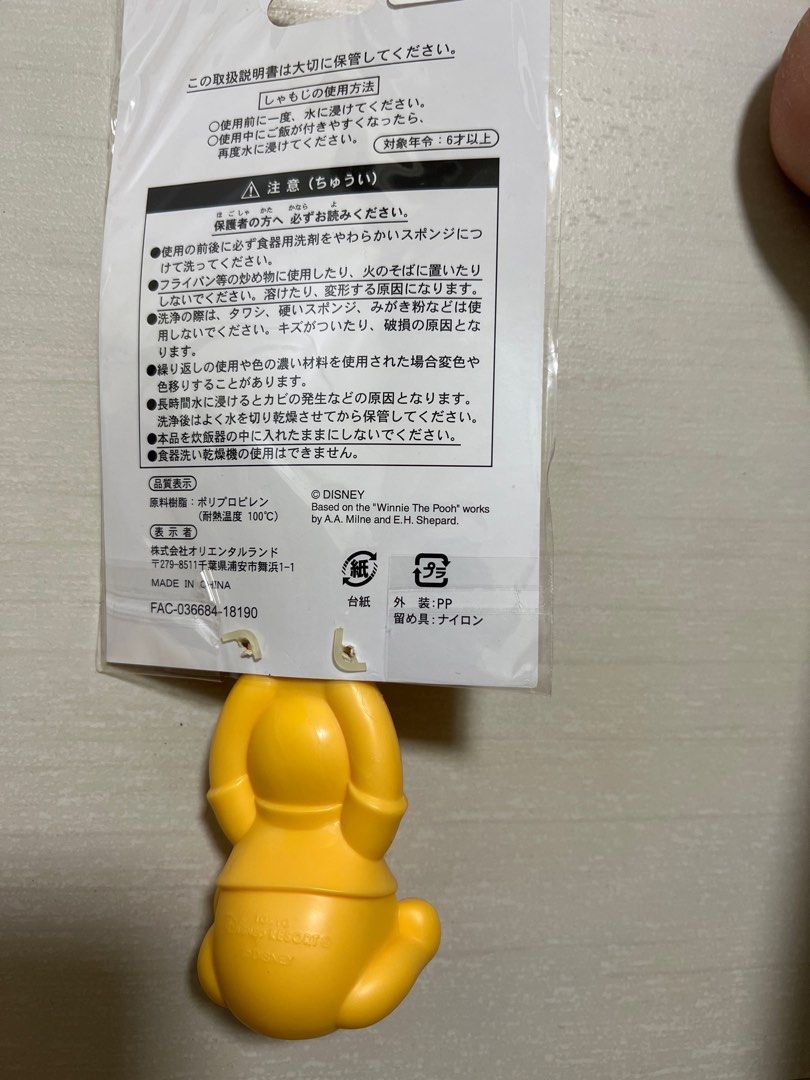 この取扱説明書は大切に保管してください。
しゃもじの使用方法
○使用前に一度、水に浸けてください。
○使用中にご飯が付きやすくなったら、
再度水に浸けてください。
対象年令:6才以上
⚠ 注意(ちゅうい)
ほごしゃ かた かなら よ
保護者の方へ 必ずお読みください。
●使用の前後に必ず食器用洗剤をやわらかいスポンジにつ
けて洗ってください。
●フライパン等の炒め物に使用したり、火のそばに置いたり
しないでください。溶けたり、変形する原因になります。
●洗浄の際は、タワシ、硬いスポンジ、みがき粉などは使
用しないでください。キズがついたり、破損の原因とな
ります。
●繰り返しの使用や色の濃い材料を使用された場合変色や
色移りすることがあります。
●長時間水に浸けるとカビの発生などの原因となります。
洗浄後はよく水を切り乾燥させてから保管してください。
●本品を炊飯器の中に入れたままにしないでください。
●食器洗い乾燥機の使用はできません。
品質表示
原料樹脂:ポリプロピレン
(耐熱温度 100℃)
表示者
株式会社オリエンタルランド
〒279-8511千葉県浦安市舞浜1-1
MADE IN CHINA
FAC-036684-18190
© DISNEY
Based on the "Winnie The Pooh" works
by A.A. Milne and E.H. Shepard.
紙
台紙
プラ
外 装:PP
留め具:ナイロン
TOKYO
DISNEY RESORT®
© DISNEY